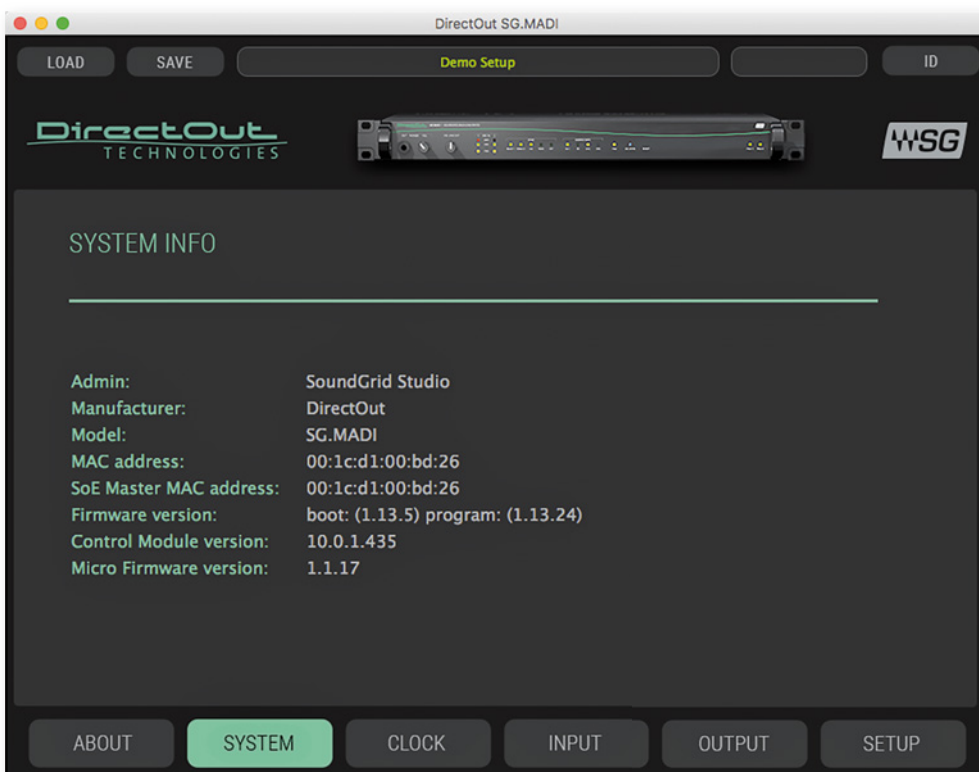 DirectOut SG.MADI
LOAD SAVE Demo Setup ID
DirectOut
TECHNOLOGIES
SG
SYSTEM INFO
Admin: SoundGrid Studio
Manufacturer: DirectOut
Model: SG.MADI
MAC address: 00:1c:d1:00:bd:26
SoE Master MAC address: 00:1c:d1:00:bd:26
Firmware version: boot: (1.13.5) program: (1.13.24)
Control Module version: 10.0.1.435
Micro Firmware version: 1.1.17
ABOUT SYSTEM CLOCK INPUT OUTPUT SETUP